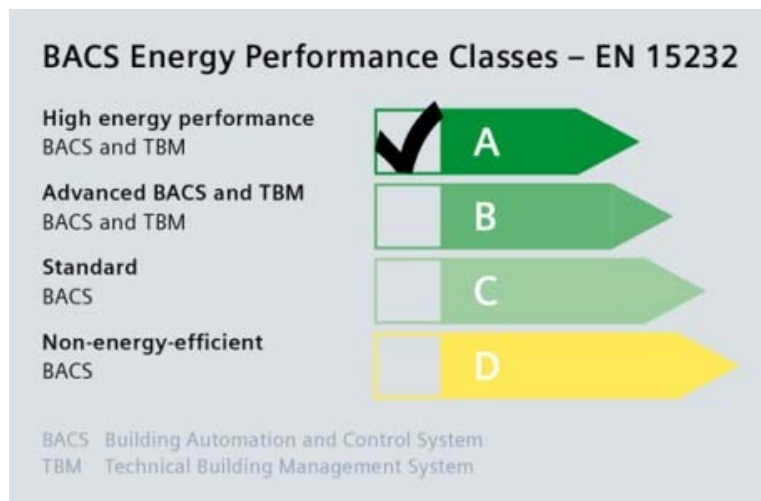 BACS Energy Performance Classes – EN 15232
High energy performance
BACS and TBM
A
Advanced BACS and TBM
BACS and TBM
B
Standard
BACS
C
Non-energy-efficient
BACS
D
BACS Building Automation and Control System
TBM Technical Building Management System